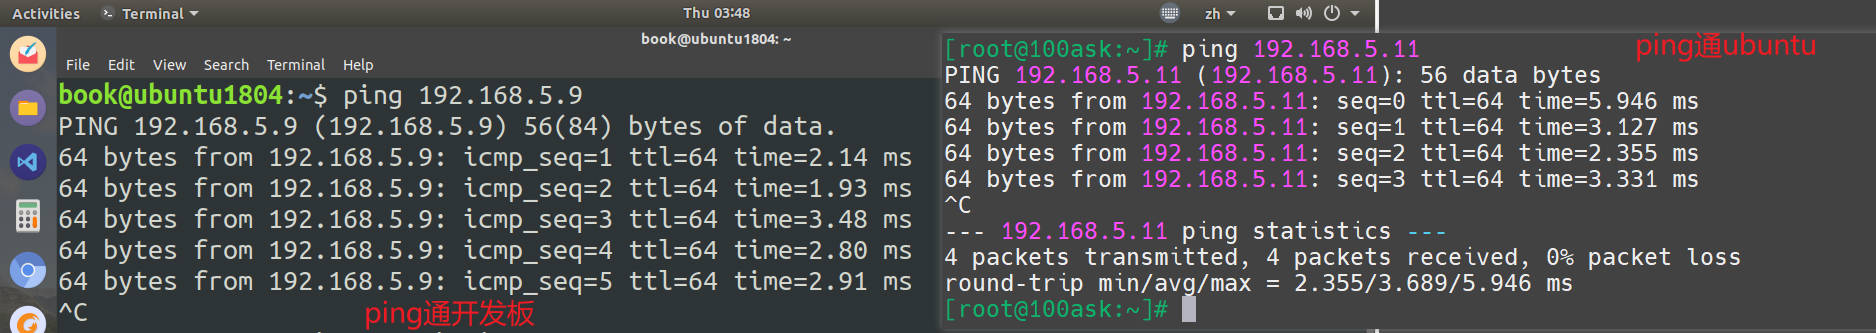 Activities
Terminal
Thu 03:48
zh
book@ubuntu1804: ~
File Edit View Search Terminal Help
book@ubuntu1804:~$ ping 192.168.5.9
PING 192.168.5.9 (192.168.5.9) 56(84) bytes of data.
64 bytes from 192.168.5.9: icmp_seq=1 ttl=64 time=2.14 ms
64 bytes from 192.168.5.9: icmp_seq=2 ttl=64 time=1.93 ms
64 bytes from 192.168.5.9: icmp_seq=3 ttl=64 time=3.48 ms
64 bytes from 192.168.5.9: icmp_seq=4 ttl=64 time=2.80 ms
64 bytes from 192.168.5.9: icmp_seq=5 ttl=64 time=2.91 ms
^C
ping通开发板
[root@100ask:~]# ping 192.168.5.11
ping通ubuntu
PING 192.168.5.11 (192.168.5.11): 56 data bytes
64 bytes from 192.168.5.11: seq=0 ttl=64 time=5.946 ms
64 bytes from 192.168.5.11: seq=1 ttl=64 time=3.127 ms
64 bytes from 192.168.5.11: seq=2 ttl=64 time=2.355 ms
64 bytes from 192.168.5.11: seq=3 ttl=64 time=3.331 ms
^C
--- 192.168.5.11 ping statistics ---
4 packets transmitted, 4 packets received, 0% packet loss
round-trip min/avg/max = 2.355/3.689/5.946 ms
[root@100ask:~]#